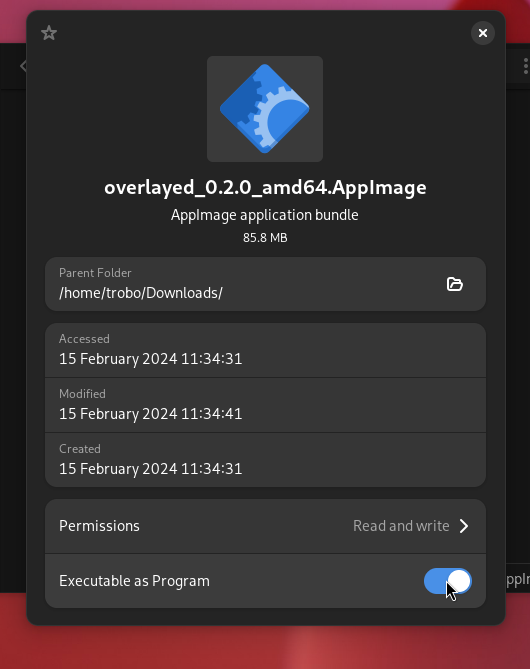 overlayed_0.2.0_amd64.AppImage
AppImage application bundle
85.8 MB
Parent Folder
/home/trobo/Downloads/
Accessed
15 February 2024 11:34:31
Modified
15 February 2024 11:34:41
Created
15 February 2024 11:34:31
Permissions Read and write
Executable as Program